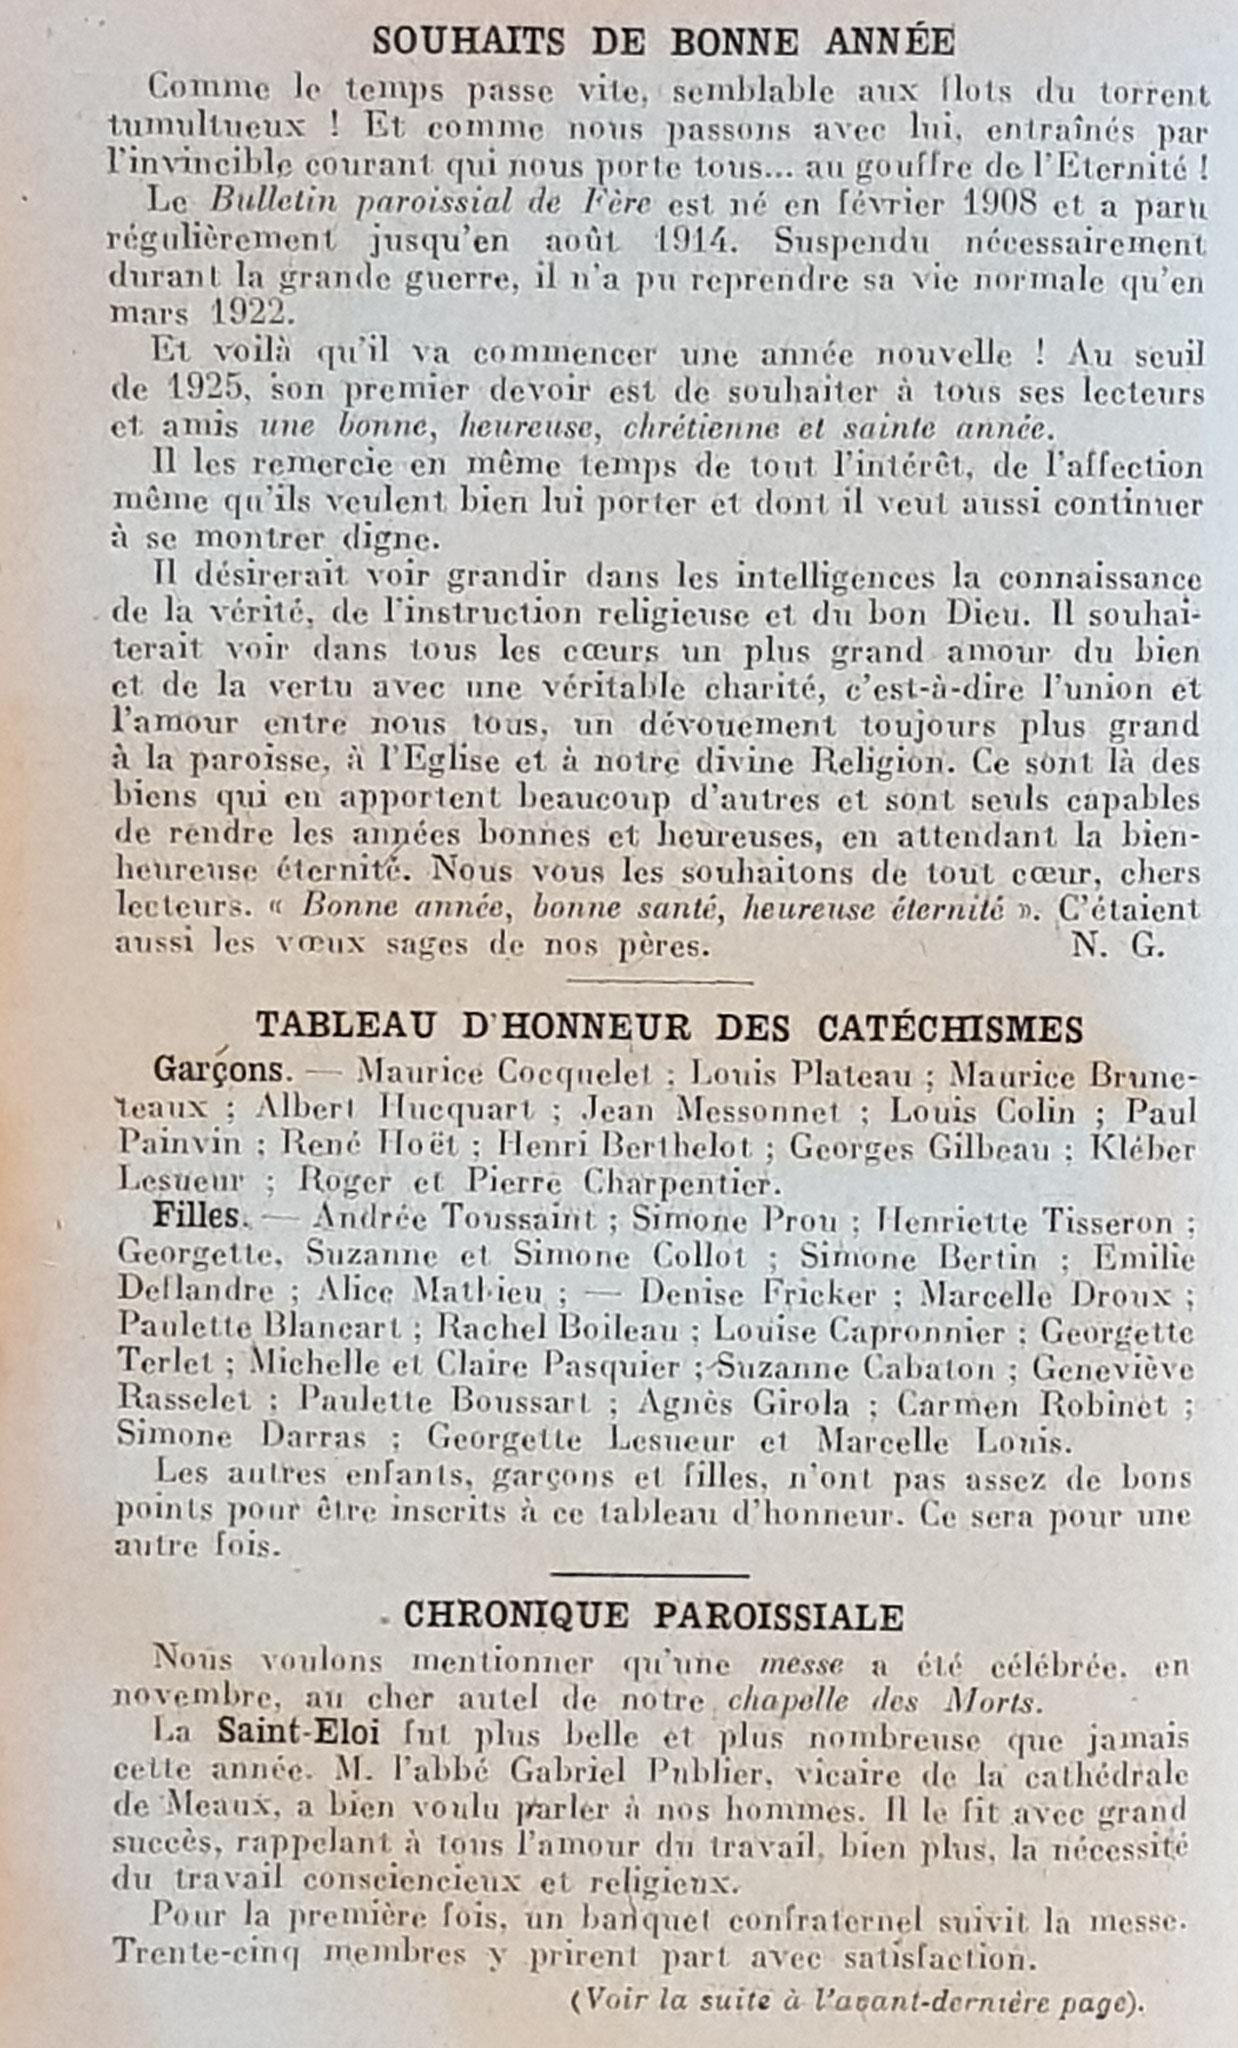 SOUHAITS DE BONNE ANNÉE
Comme le temps passe vite, semblable aux flots du torrent
tumultueux ! Et comme nous passons avec lui, entraînés par
l'invincible courant qui nous porte tous... au gouffre de l'Eternité !
Le Bulletin paroissial de Fère est né en février 1908 et a paru
régulièrement jusqu'en août 1914. Suspendu nécessairement
durant la grande guerre, il n'a pu reprendre sa vie normale qu'en
mars 1922.
Et voilà qu'il va commencer une année nouvelle ! Au seuil
de 1925, son premier devoir est de souhaiter à tous ses lecteurs
et amis une bonne, heureuse, chrétienne et sainte année.
Il les remercie en même temps de tout l'intérêt, de l'affection
même qu'ils veulent bien lui porter et dont il veut aussi continuer
à se montrer digne.
Il désirerait voir grandir dans les intelligences la connaissance
de la vérité, de l'instruction religieuse et du bon Dieu. Il souhai-
terait voir dans tous les cœurs un plus grand amour du bien
et de la vertu avec une véritable charité, c'est-à-dire l'union et
l'amour entre nous tous, un dévouement toujours plus grand
à la paroisse, à l'Eglise et à notre divine Religion. Ce sont là des
biens qui en apportent beaucoup d'autres et sont seuls capables
de rendre les années bonnes et heureuses, en attendant la bien-
heureuse éternité. Nous vous les souhaitons de tout cœur, chers
lecteurs. « Bonne année, bonne santé, heureuse éternité ». C'étaient
aussi les vœux sages de nos pères. N. G.
TABLEAU D'HONNEUR DES CATÉCHISMES
Garçons. — Maurice Cocquelet ; Louis Plateau ; Maurice Brune-
teaux ; Albert Hucquart ; Jean Messonnet ; Louis Colin ; Paul
Painvin ; René Hoët ; Henri Berthelot ; Georges Gilbeau ; Kléber
Lesueur ; Roger et Pierre Charpentier.
Filles. — Andrée Toussaint ; Simone Prou ; Henriette Tisseron ;
Georgette, Suzanne et Simone Collot ; Simone Bertin ; Emilie
Deflandre ; Alice Mathieu ; — Denise Fricker ; Marcelle Droux ;
Paulette Blancart ; Rachel Boileau ; Louise Capronnier ; Georgette
Terlet ; Michelle et Claire Pasquier ; Suzanne Cabaton ; Geneviève
Rasselet ; Paulette Boussart ; Agnès Girola ; Carmen Robinet ;
Simone Darras ; Georgette Lesueur et Marcelle Louis.
Les autres enfants, garçons et filles, n'ont pas assez de bons
points pour être inscrits à ce tableau d'honneur. Ce sera pour une
autre fois.
CHRONIQUE PAROISSIALE
Nous voulons mentionner qu'une messe a été célébrée, en
novembre, au cher autel de notre chapelle des Morts.
La Saint-Eloi fut plus belle et plus nombreuse que jamais
cette année. M. l'abbé Gabriel Publier, vicaire de la cathédrale
de Meaux, a bien voulu parler à nos hommes. Il le fit avec grand
succès, rappelant à tous l'amour du travail, bien plus, la nécessité
du travail consciencieux et religieux.
Pour la première fois, un banquet confraternel suivit la messe.
Trente-cinq membres y prirent part avec satisfaction.
(Voir la suite à l'avant-dernière page).